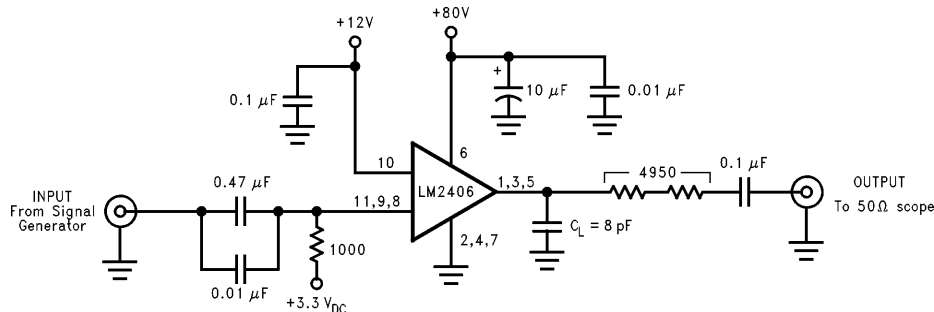 +12V
+80V
0.1 µF
+
10 µF
0.01 µF
6
10
LM2406
4950
0.1 µF
1,3,5
INPUT
From Signal
Generator
0.47 µF
11,9,8
OUTPUT
To 50Ω scope
C_L = 8 pF
2,4,7
1000
0.01 µF
+3.3 V_DC